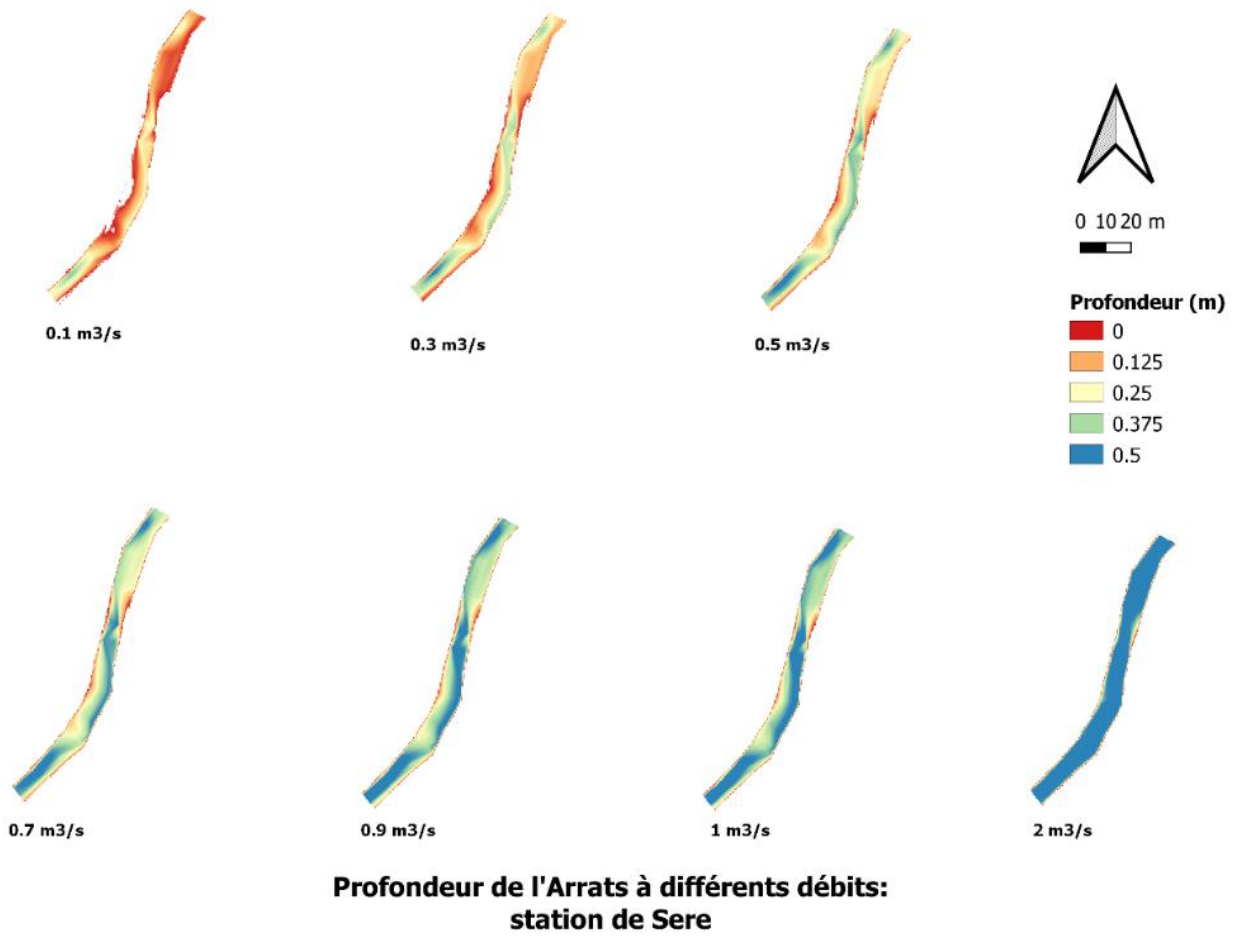 0 10 20 m
Profondeur (m)
0
0.125
0.25
0.375
0.5
0.1 m3/s
0.3 m3/s
0.5 m3/s
0.7 m3/s
0.9 m3/s
1 m3/s
2 m3/s
Profondeur de l'Arrats à différents débits:
station de Sere